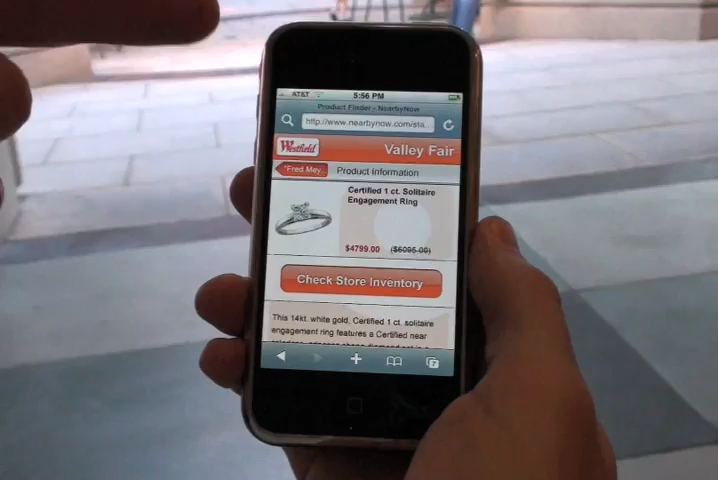 AT&T 5:56 PM
Product Finder - NearbyNow
http://www.nearbynow.com/sta...
Westfield Valley Fair
"Fred May... Product Information
Certified 1 ct. Solitaire
Engagement Ring
$4799.00 ($6095.00)
Check Store Inventory
This 14kt. white gold, Certified 1 ct. solitaire
engagement ring features a Certified near
7